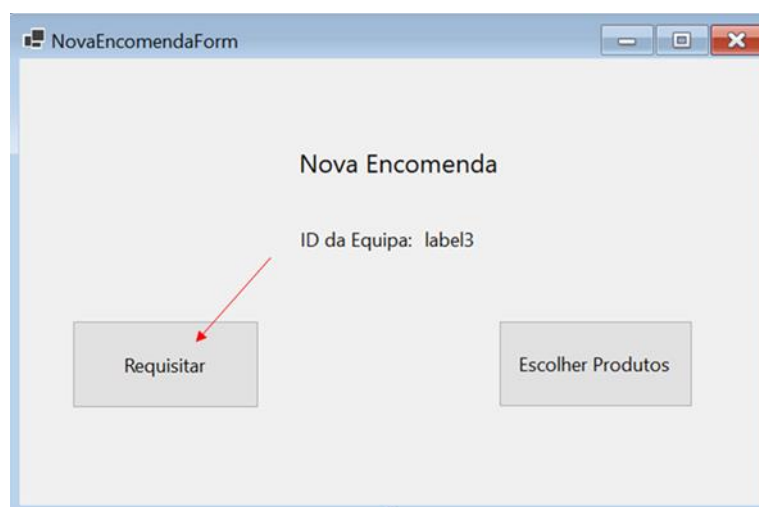 NovaEncomendaForm
Nova Encomenda
ID da Equipa: label3
Requisitar
Escolher Produtos